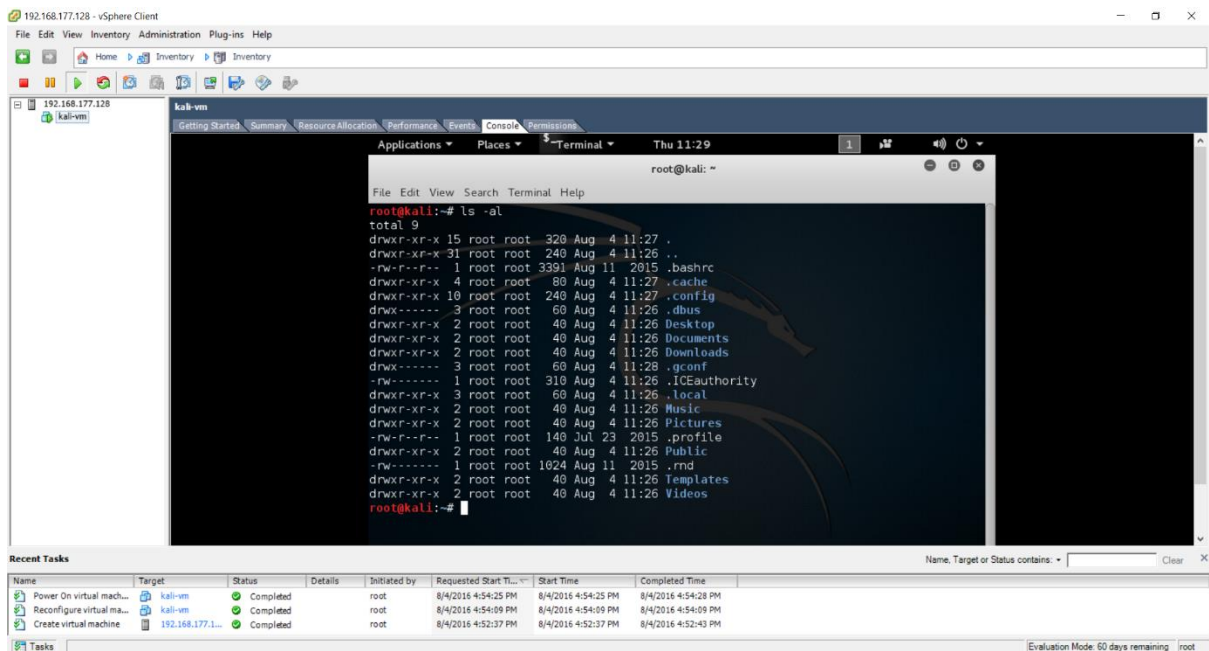 192.168.177.128 - vSphere Client
File Edit View Inventory Administration Plug-ins Help
Home Inventory Inventory
192.168.177.128
kali-vm
kali-vm
Getting Started Summary Resource Allocation Performance Events Console Permissions
Applications Places Terminal Thu 11:29 1
root@kali: ~
File Edit View Search Terminal Help
root@kali:~# ls -al
total 9
drwxr-xr-x 15 root root 320 Aug 4 11:27 .
drwxr-xr-x 31 root root 240 Aug 4 11:26 ..
-rw-r--r-- 1 root root 3391 Aug 11 2015 .bashrc
drwxr-xr-x 4 root root 80 Aug 4 11:27 .cache
drwxr-xr-x 10 root root 240 Aug 4 11:27 .config
drwx------ 3 root root 60 Aug 4 11:26 .dbus
drwxr-xr-x 2 root root 40 Aug 4 11:26 Desktop
drwxr-xr-x 2 root root 40 Aug 4 11:26 Documents
drwxr-xr-x 2 root root 40 Aug 4 11:26 Downloads
drwx------ 3 root root 60 Aug 4 11:28 .gconf
-rw------- 1 root root 310 Aug 4 11:26 .ICEauthority
drwxr-xr-x 3 root root 60 Aug 4 11:26 .local
drwxr-xr-x 2 root root 40 Aug 4 11:26 Music
drwxr-xr-x 2 root root 40 Aug 4 11:26 Pictures
-rw-r--r-- 1 root root 140 Jul 23 2015 .profile
drwxr-xr-x 2 root root 40 Aug 4 11:26 Public
-rw------- 1 root root 1024 Aug 11 2015 .rnd
drwxr-xr-x 2 root root 40 Aug 4 11:26 Templates
drwxr-xr-x 2 root root 40 Aug 4 11:26 Videos
root@kali:~#
Recent Tasks Name, Target or Status contains: Clear
Name Target Status Details Initiated by Requested Start Ti... Start Time Completed Time
Power On virtual mach... kali-vm Completed root 8/4/2016 4:54:25 PM 8/4/2016 4:54:25 PM 8/4/2016 4:54:28 PM
Reconfigure virtual ma... kali-vm Completed root 8/4/2016 4:54:09 PM 8/4/2016 4:54:09 PM 8/4/2016 4:54:09 PM
Create virtual machine 192.168.177.1... Completed root 8/4/2016 4:52:37 PM 8/4/2016 4:52:37 PM 8/4/2016 4:52:43 PM
Tasks Evaluation Mode: 60 days remaining root